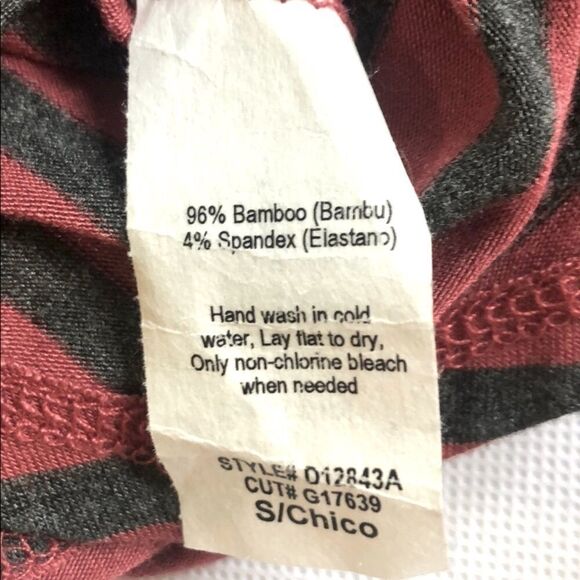 96% Bamboo (Bambu)
4% Spandex (Elastano)
Hand wash in cold
water, Lay flat to dry,
Only non-chlorine bleach
when needed
STYLE# D12843A
CUT# G17639
S/Chico